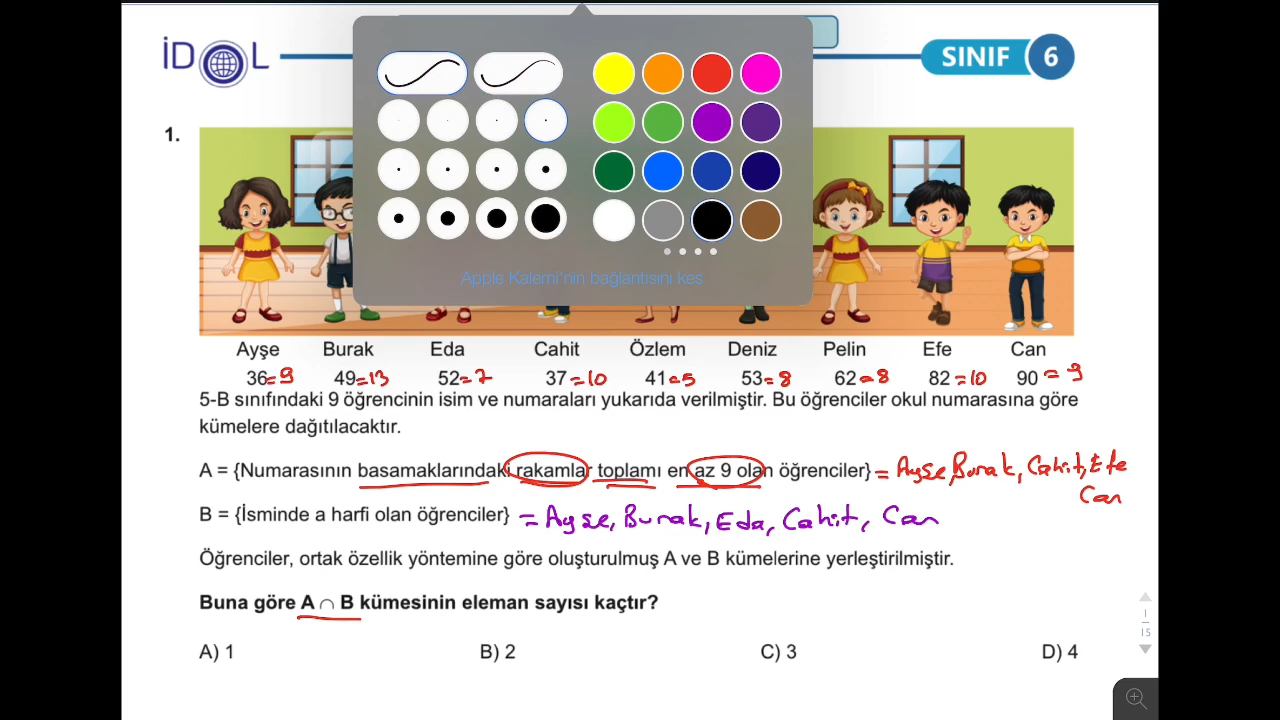 İDOL
SINIF 6
1.
Apple Kalemi'nin bağlantısını kes
Ayşe Burak Eda Cahit Özlem Deniz Pelin Efe Can
36=9 49=13 52=7 37=10 41=5 53=8 62=8 82=10 90=9
5-B sınıfındaki 9 öğrencinin isim ve numaraları yukarıda verilmiştir. Bu öğrenciler okul numarasına göre
kümelere dağıtılacaktır.
A = {Numarasının basamaklarındaki rakamlar toplamı en az 9 olan öğrenciler} = Ayşe, Burak, Cahit, Efe
Can
B = {İsminde a harfi olan öğrenciler} = Ayşe, Burak, Eda, Cahit, Can
Öğrenciler, ortak özellik yöntemine göre oluşturulmuş A ve B kümelerine yerleştirilmiştir.
Buna göre A ∩ B kümesinin eleman sayısı kaçtır?
A) 1 B) 2 C) 3 D) 4
1
15